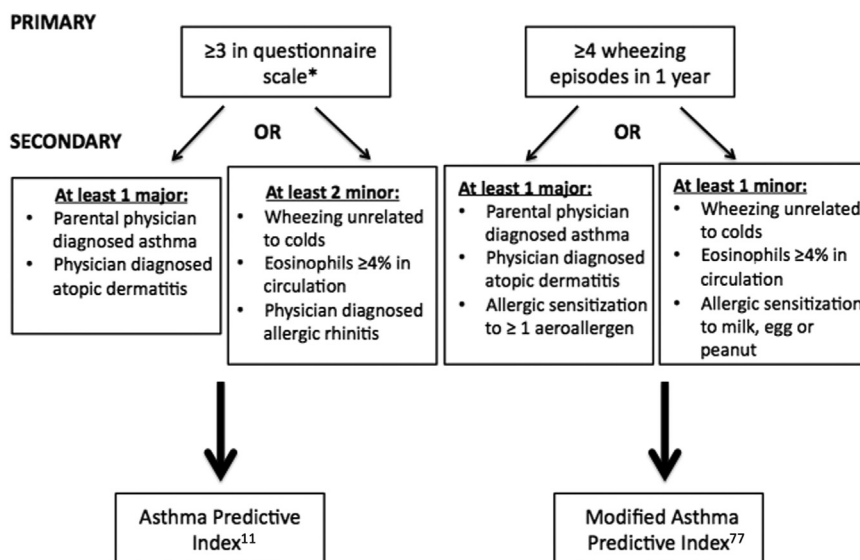 PRIMARY
≥3 in questionnaire
scale*
≥4 wheezing
episodes in 1 year
SECONDARY
OR
OR
At least 1 major:
• Parental physician
diagnosed asthma
• Physician diagnosed
atopic dermatitis
At least 2 minor:
• Wheezing unrelated
to colds
• Eosinophils ≥4% in
circulation
• Physician diagnosed
allergic rhinitis
At least 1 major:
• Parental physician
diagnosed asthma
• Physician diagnosed
atopic dermatitis
• Allergic sensitization
to ≥ 1 aeroallergen
At least 1 minor:
• Wheezing unrelated
to colds
• Eosinophils ≥4% in
circulation
• Allergic sensitization
to milk, egg or
peanut
Asthma Predictive
Index11
Modified Asthma
Predictive Index77